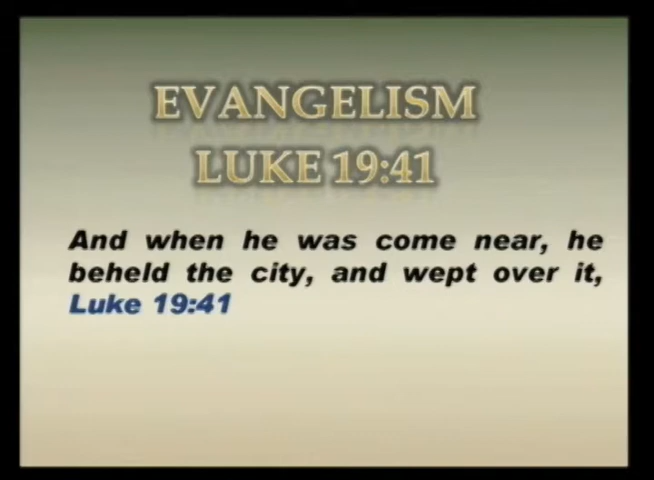 EVANGELISM
LUKE 19:41
And when he was come near, he
beheld the city, and wept over it,
Luke 19:41